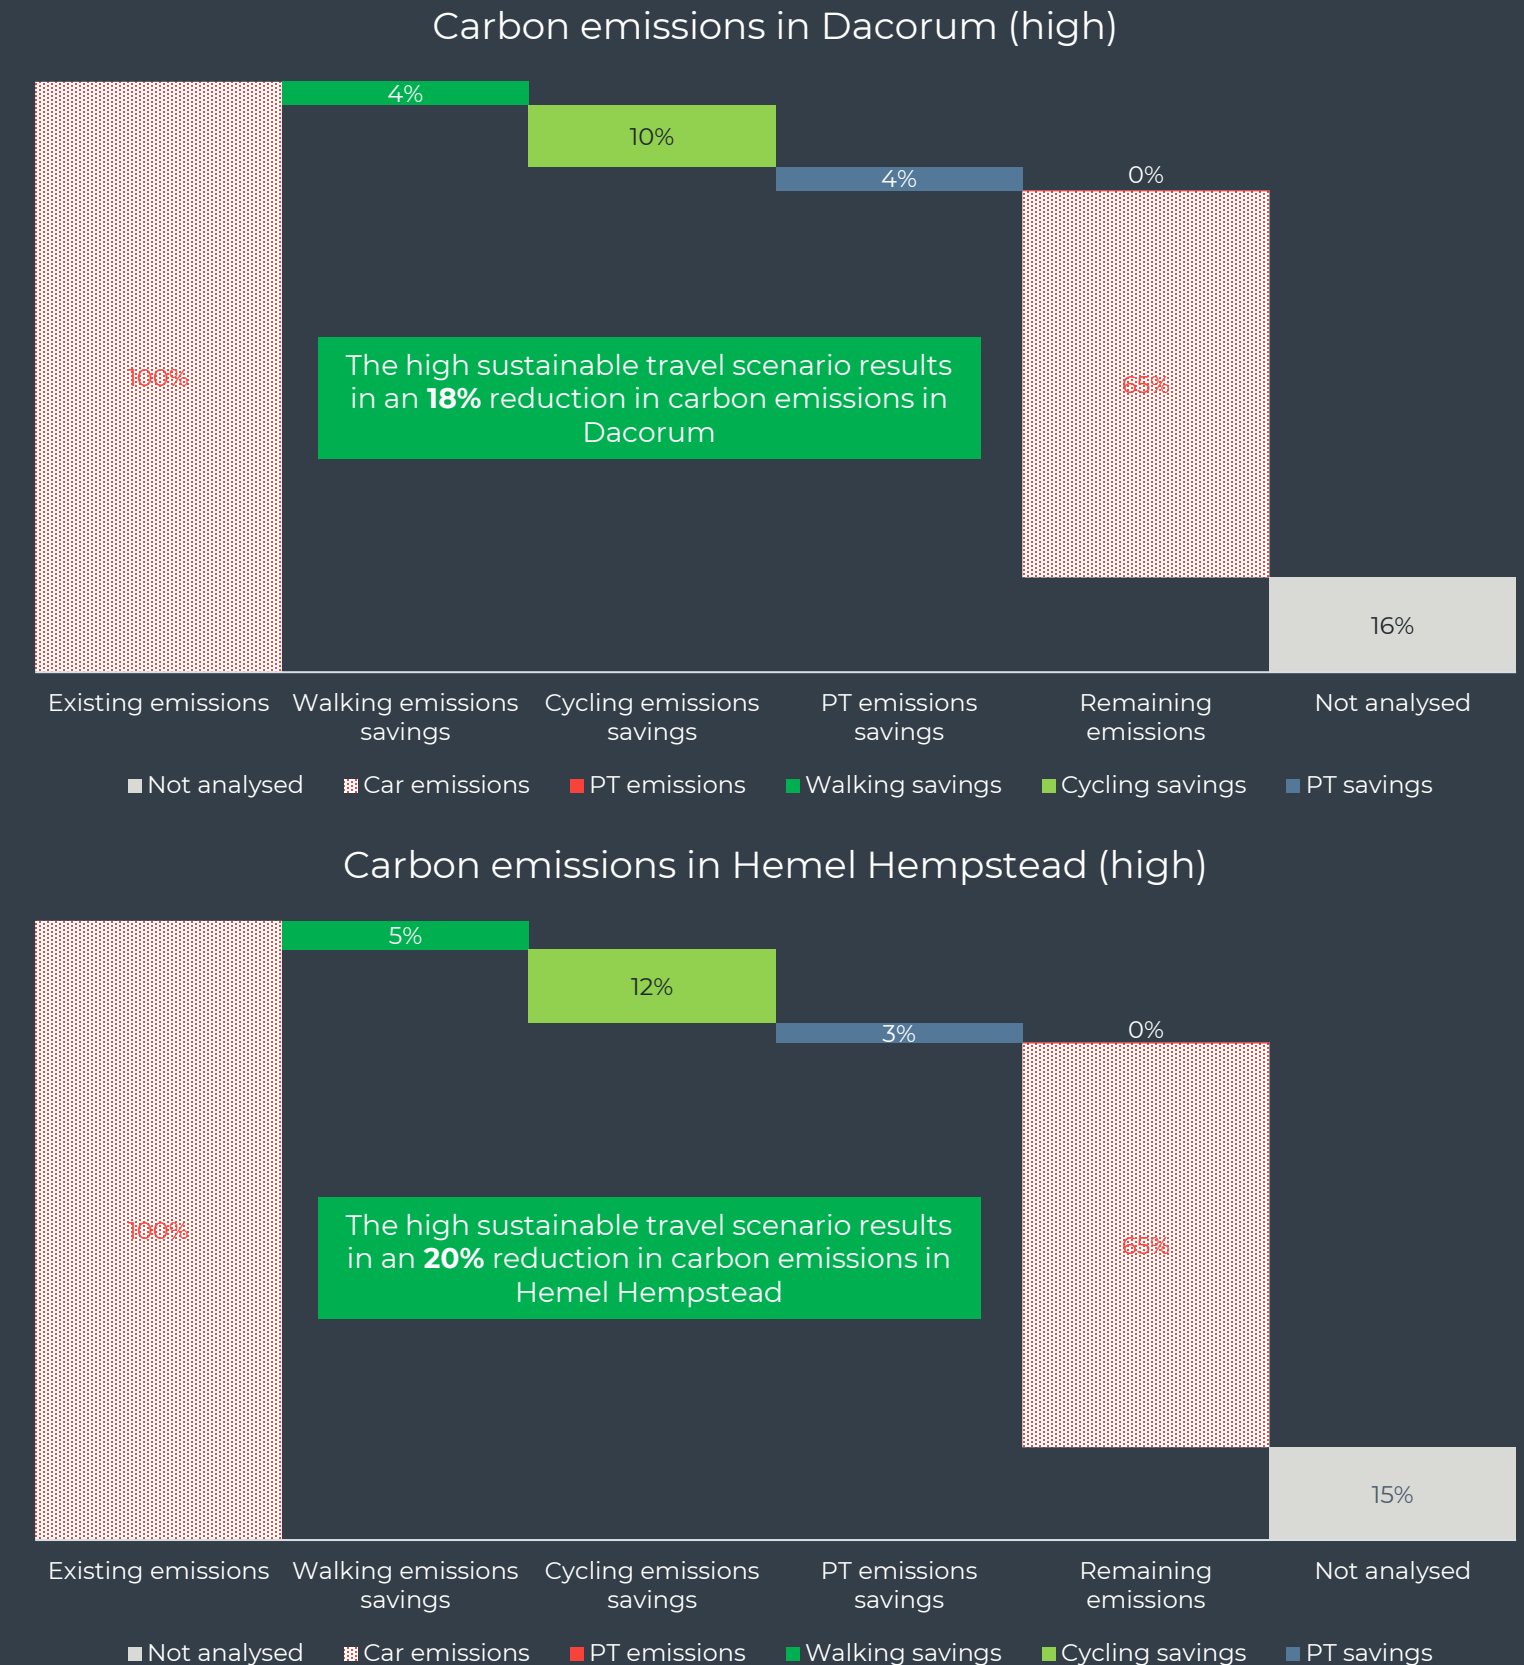 Carbon emissions in Dacorum (high)
4%
10%
4%
0%
100%
The high sustainable travel scenario results
in an 18% reduction in carbon emissions in
Dacorum
65%
16%
Existing emissions
Walking emissions
savings
Cycling emissions
savings
PT emissions
savings
Remaining
emissions
Not analysed
Not analysed
Car emissions
PT emissions
Walking savings
Cycling savings
PT savings
Carbon emissions in Hemel Hempstead (high)
5%
12%
3%
0%
100%
The high sustainable travel scenario results
in an 20% reduction in carbon emissions in
Hemel Hempstead
65%
15%
Existing emissions
Walking emissions
savings
Cycling emissions
savings
PT emissions
savings
Remaining
emissions
Not analysed
Not analysed
Car emissions
PT emissions
Walking savings
Cycling savings
PT savings